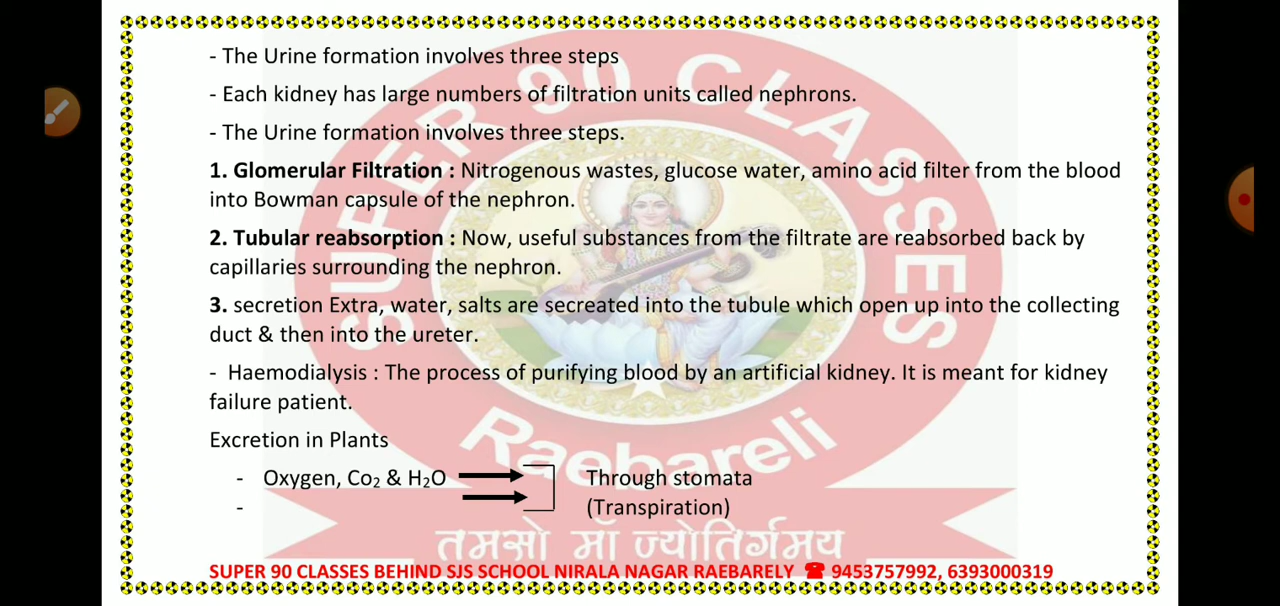 - The Urine formation involves three steps
- Each kidney has large numbers of filtration units called nephrons.
- The Urine formation involves three steps.
1. Glomerular Filtration : Nitrogenous wastes, glucose water, amino acid filter from the blood
into Bowman capsule of the nephron.
2. Tubular reabsorption : Now, useful substances from the filtrate are reabsorbed back by
capillaries surrounding the nephron.
3. secretion Extra, water, salts are secreated into the tubule which open up into the collecting
duct & then into the ureter.
- Haemodialysis : The process of purifying blood by an artificial kidney. It is meant for kidney
failure patient.
Excretion in Plants
- Oxygen, Co₂ & H₂O Through stomata
- (Transpiration)
SUPER 90 CLASSES
Raebareli
तमसो माँ ज्योतिर्गमय
SUPER 90 CLASSES BEHIND SJS SCHOOL NIRALA NAGAR RAEBARELY ☎ 9453757992, 6393000319